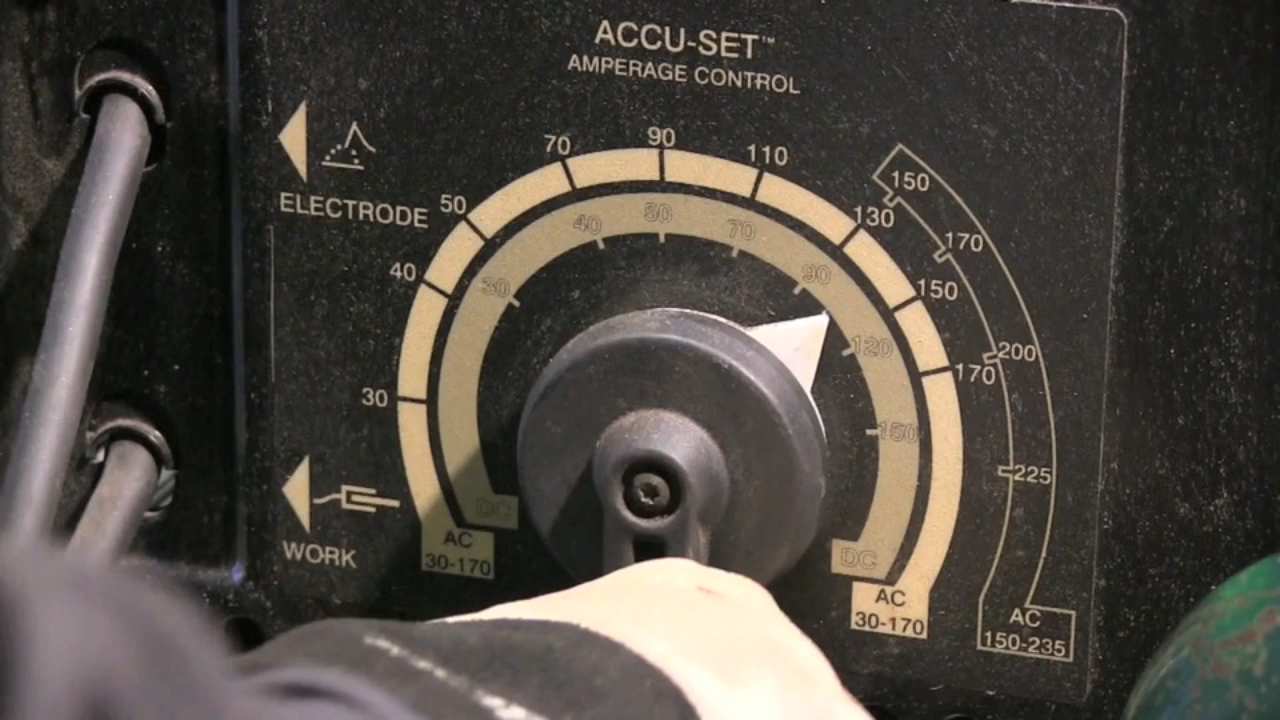 ACCU-SET™
AMPERAGE CONTROL
ELECTRODE
WORK
30
40
50
70
90
110
130
150
170
30
40
50
70
90
120
150
150
170
200
225
DC
AC
30-170
DC
AC
30-170
AC
150-235